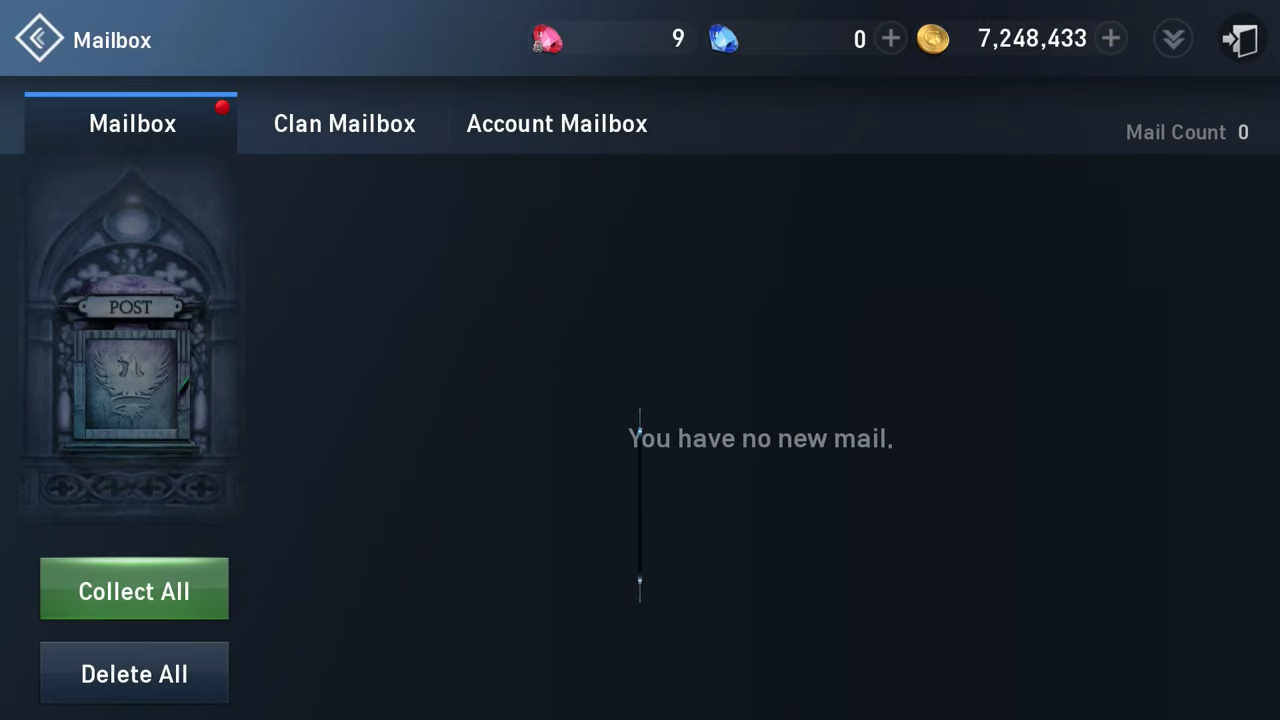 Mailbox
9
0
7,248,433
Mailbox
Clan Mailbox
Account Mailbox
Mail Count 0
POST
You have no new mail.
Collect All
Delete All